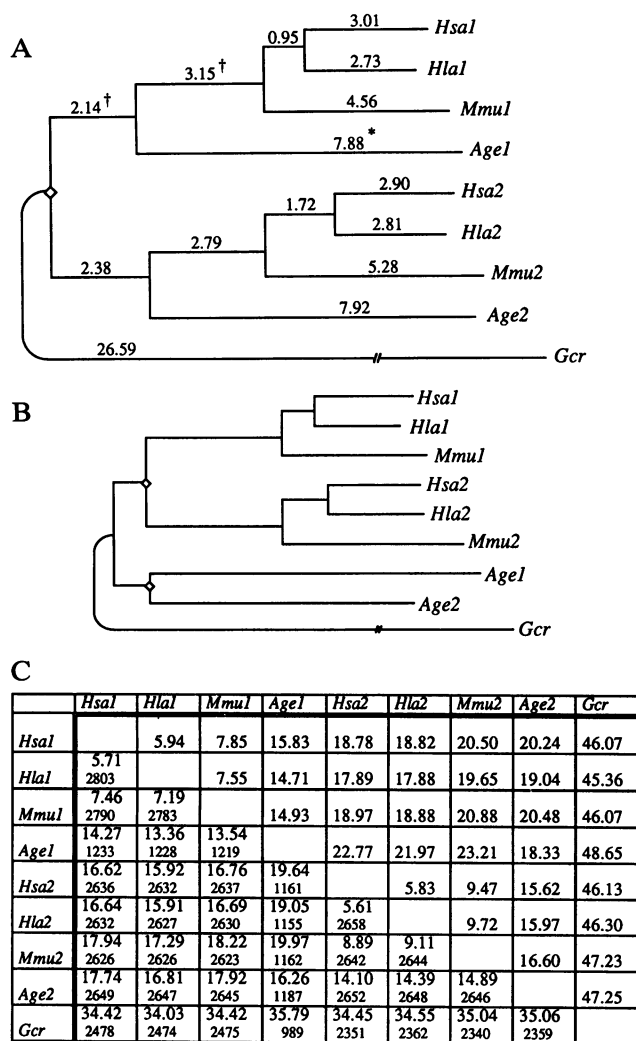 A
3.01 Hsa1
0.95
2.73 Hla1
3.15†
4.56 Mmu1
2.14†
7.88* Age1
2.90 Hsa2
1.72
2.81 Hla2
2.79
5.28 Mmu2
2.38
7.92 Age2
26.59 Gcr
B
Hsa1
Hla1
Mmu1
Hsa2
Hla2
Mmu2
Age1
Age2
Gcr
C
Hsa1 Hla1 Mmu1 Age1 Hsa2 Hla2 Mmu2 Age2 Gcr
Hsa1 5.94 7.85 15.83 18.78 18.82 20.50 20.24 46.07
5.71
Hla1 7.55 14.71 17.89 17.88 19.65 19.04 45.36
2803
7.46 7.19
Mmu1 14.93 18.97 18.88 20.88 20.48 46.07
2790 2783
14.27 13.36 13.54
Age1 22.77 21.97 23.21 18.33 48.65
1233 1228 1219
16.62 15.92 16.76 19.64
Hsa2 5.83 9.47 15.62 46.13
2636 2632 2637 1161
16.64 15.91 16.69 19.05 5.61
Hla2 9.72 15.97 46.30
2632 2627 2630 1155 2658
17.94 17.29 18.22 19.97 8.89 9.11
Mmu2 16.60 47.23
2626 2626 2623 1162 2642 2644
17.74 16.81 17.92 16.26 14.10 14.39 14.89
Age2 47.25
2649 2647 2645 1187 2652 2648 2646
34.42 34.03 34.42 35.79 34.45 34.55 35.04 35.06
Gcr
2478 2474 2475 989 2351 2362 2340 2359